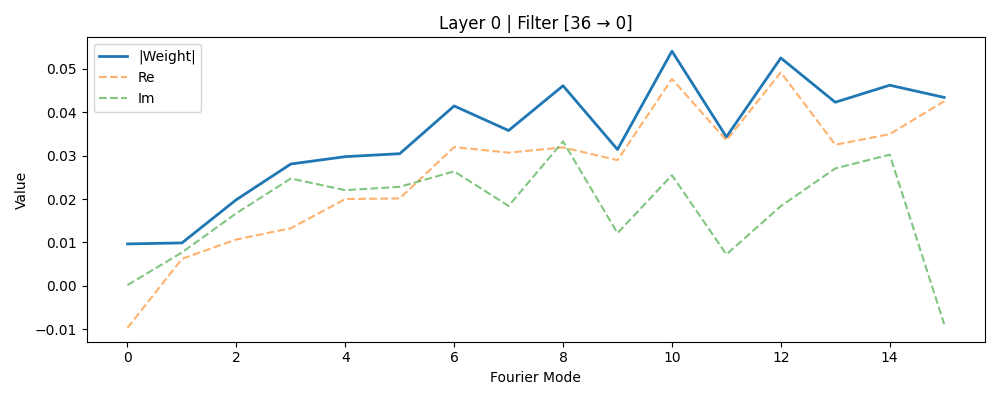 Layer 0 | Filter [36 → 0]
|Weight|
Re
Im
Value
0.05
0.04
0.03
0.02
0.01
0.00
−0.01
0 2 4 6 8 10 12 14
Fourier Mode